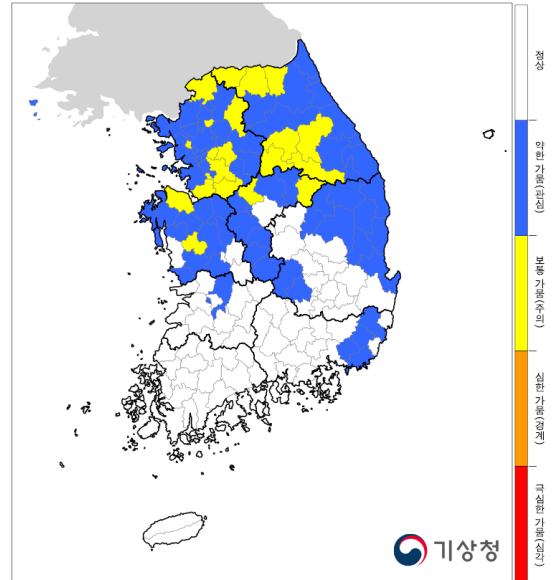 정상
약한 가뭄(관심)
보통 가뭄(주의)
심한 가뭄(경계)
극심한 가뭄(심각)
기상청